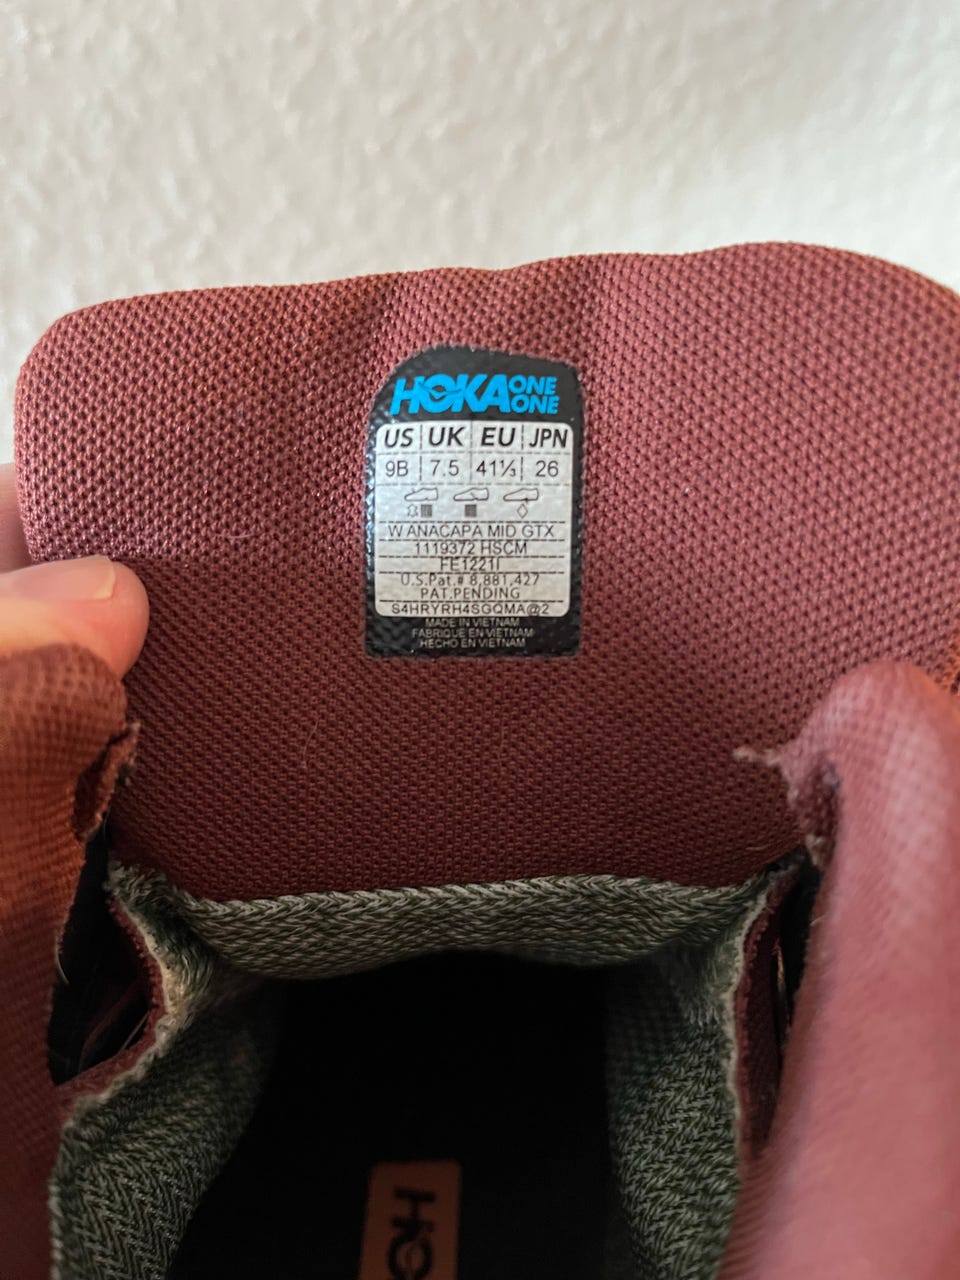 HOKA ONE ONE
US UK EU JPN
9B 7.5 41⅓ 26
W ANACAPA MID GTX
1119372 HSCM
FE1221I
U.S.Pat.# 8,881,427
PAT.PENDING
S4HRYRH4SGQMA@2
MADE IN VIETNAM
FABRIQUE EN VIETNAM
HECHO EN VIETNAM